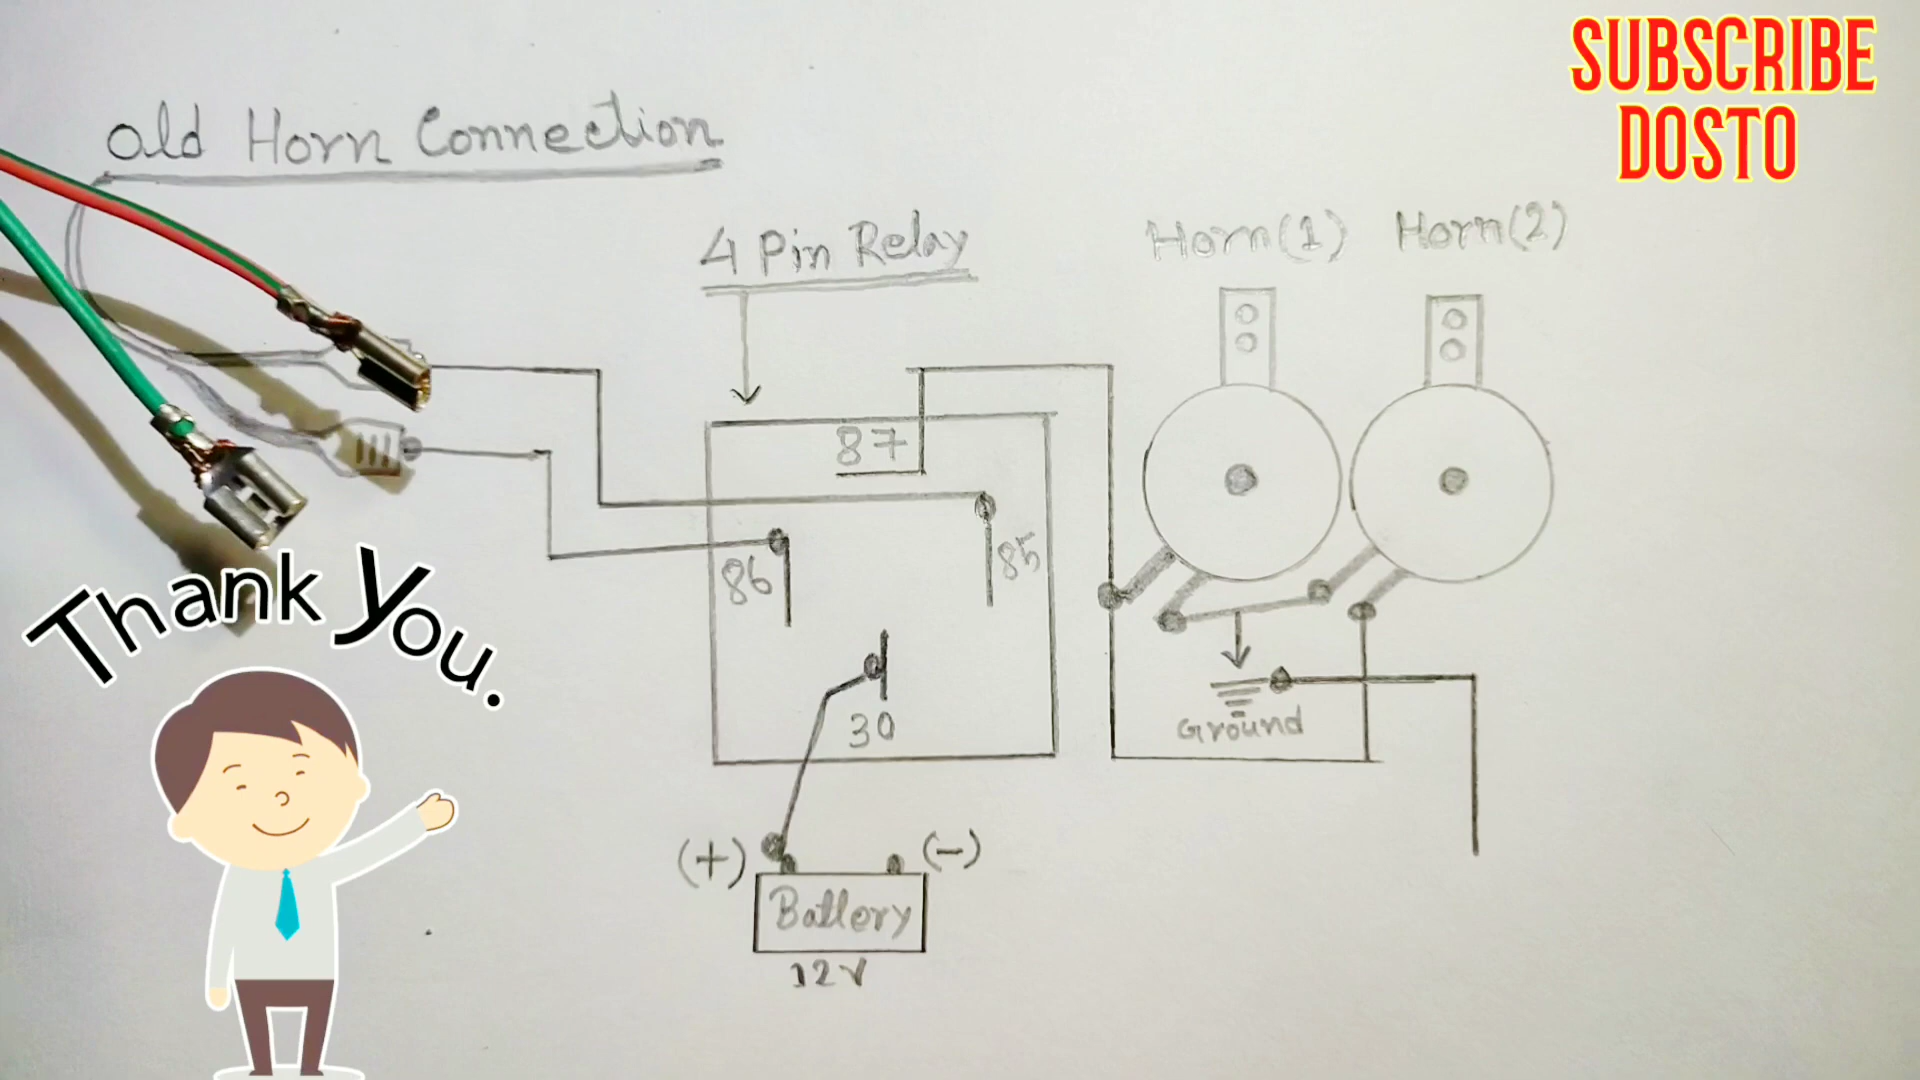 SUBSCRIBE
DOSTO
Old Horn Connection
4 Pin Relay
Horn(1)
Horn(2)
87
86
85
30
Ground
(+)
(-)
Battery
12V
Thank You.